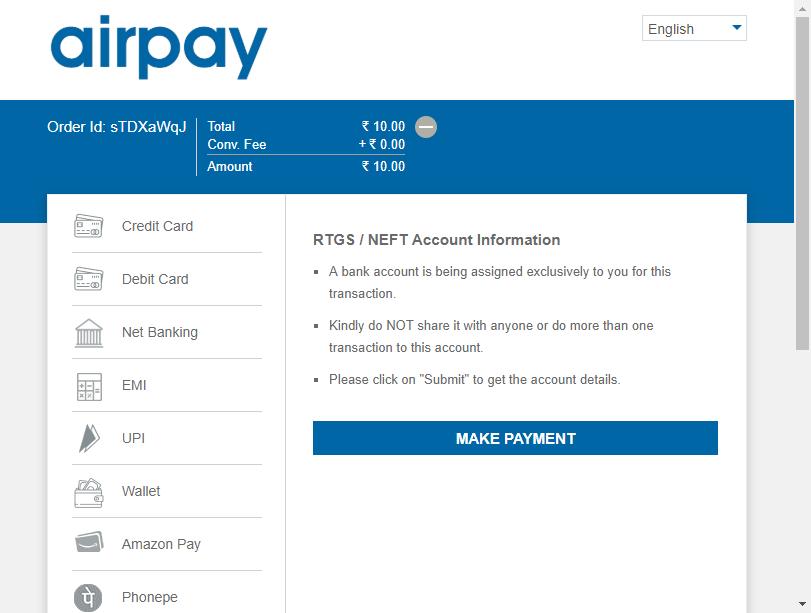 airpay
English
Order Id: sTDXaWqJ
Total ₹ 10.00
Conv. Fee + ₹ 0.00
Amount ₹ 10.00
Credit Card
Debit Card
Net Banking
EMI
UPI
Wallet
Amazon Pay
Phonepe
RTGS / NEFT Account Information
A bank account is being assigned exclusively to you for this
transaction.
Kindly do NOT share it with anyone or do more than one
transaction to this account.
Please click on "Submit" to get the account details.
MAKE PAYMENT